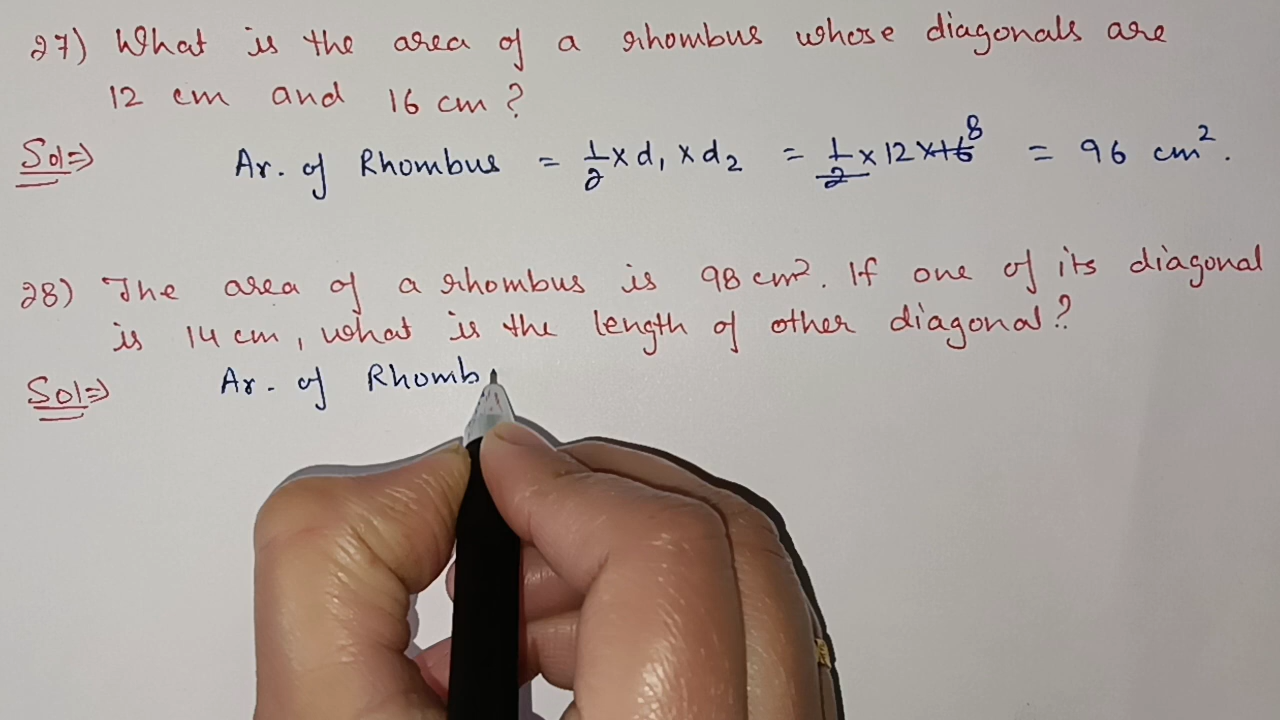 27) What is the area of a rhombus whose diagonals are
12 cm and 16 cm?
Sol⇒ Ar. of Rhombus = 1/2 × d₁ × d₂ = 1/2 × 12 × 16 8 = 96 cm².
28) The area of a rhombus is 98 cm². If one of its diagonal
is 14 cm, what is the length of other diagonal?
Sol⇒ Ar. of Rhomb